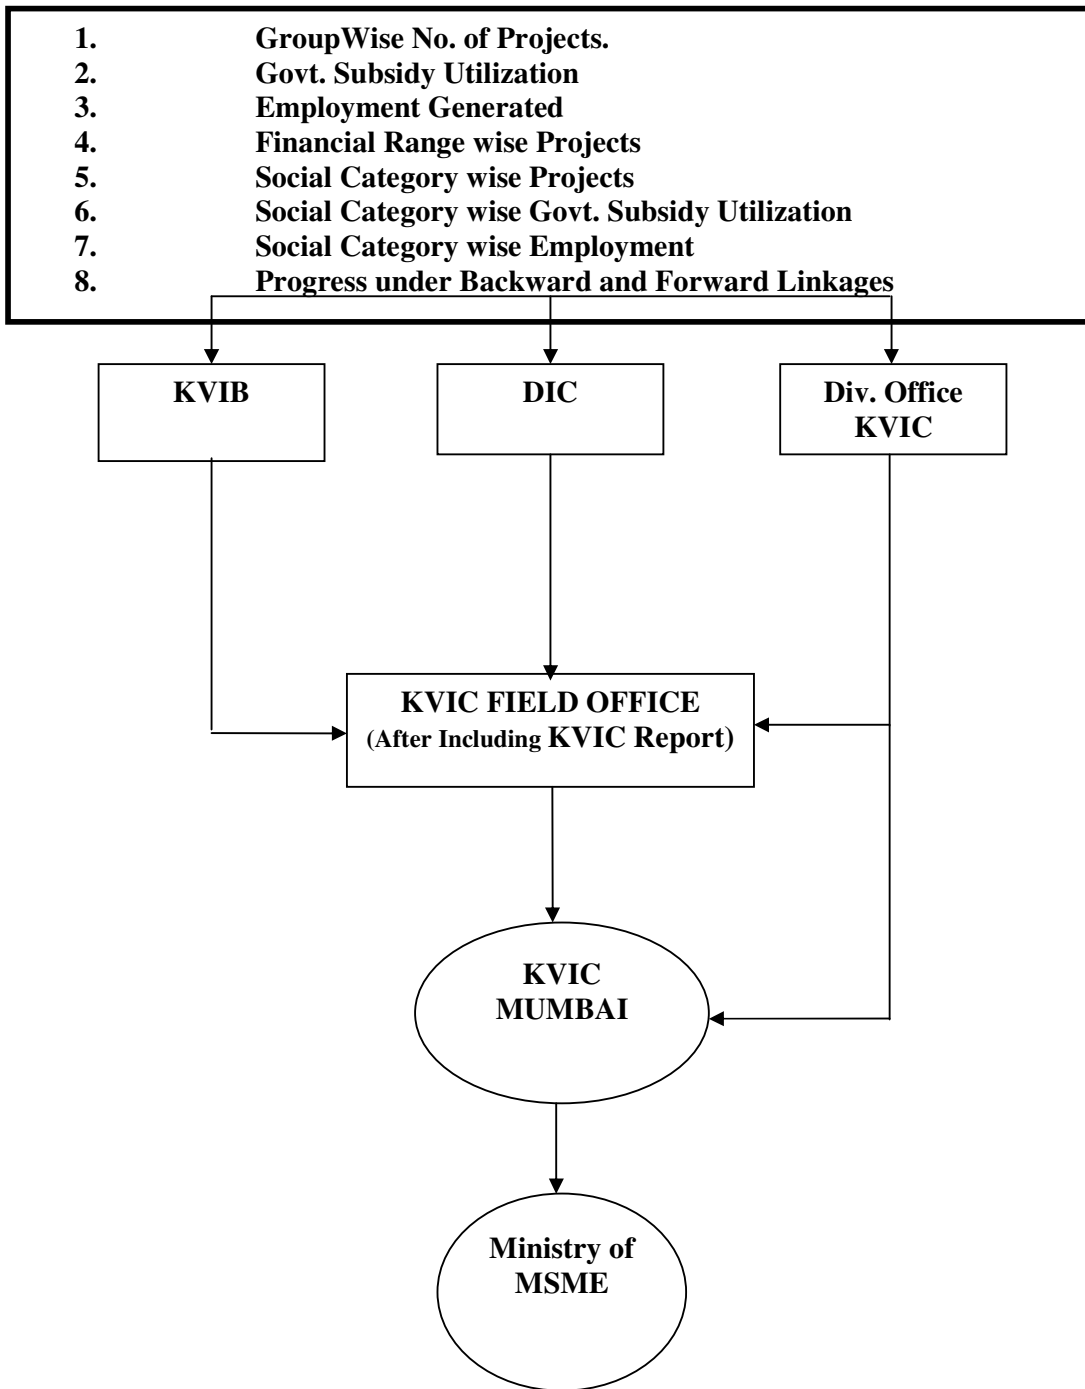 1. GroupWise No. of Projects.
2. Govt. Subsidy Utilization
3. Employment Generated
4. Financial Range wise Projects
5. Social Category wise Projects
6. Social Category wise Govt. Subsidy Utilization
7. Social Category wise Employment
8. Progress under Backward and Forward Linkages
KVIB
DIC
Div. Office
KVIC
KVIC FIELD OFFICE
(After Including KVIC Report)
KVIC
MUMBAI
Ministry of
MSME